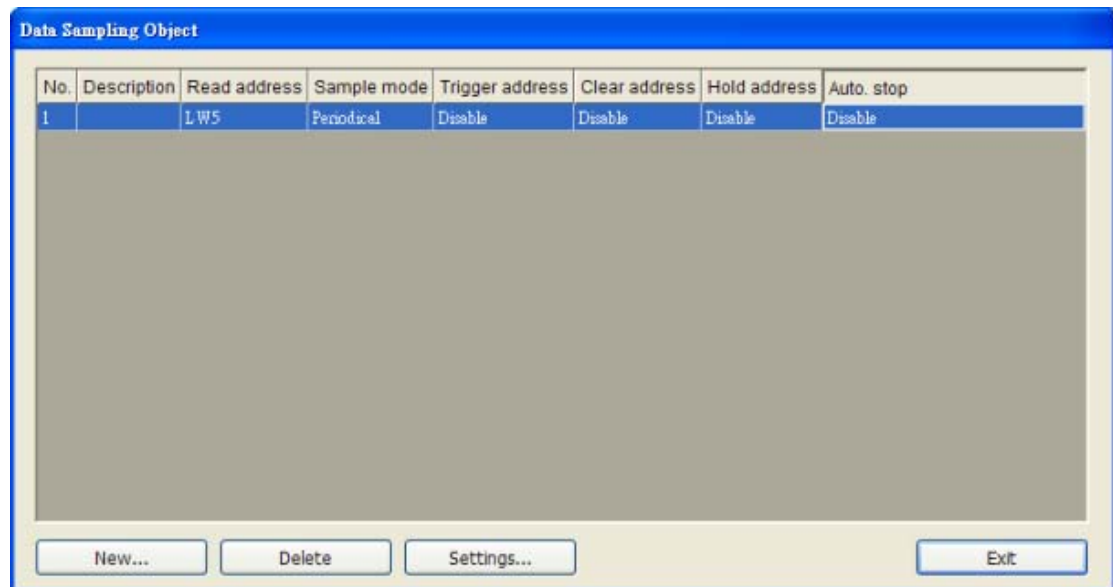 Data Sampling Object
No. Description Read address Sample mode Trigger address Clear address Hold address Auto. stop
1 LW5 Periodical Disable Disable Disable Disable
New... Delete Settings... Exit